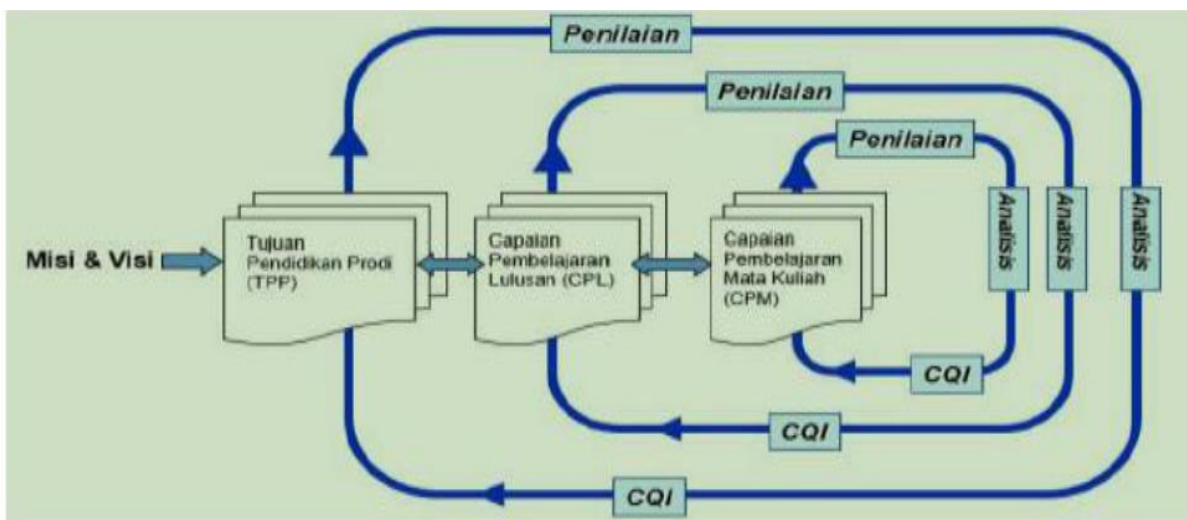 Penilaian
Penilaian
Penilaian
Misi & Visi
Tujuan
Pendidikan Prodi
(TPP)
Capaian
Pembelajaran
Lulusan (CPL)
Capaian
Pembelajaran
Mata Kuliah
(CPM)
Analisis
Analisis
Analisis
CQI
CQI
CQI